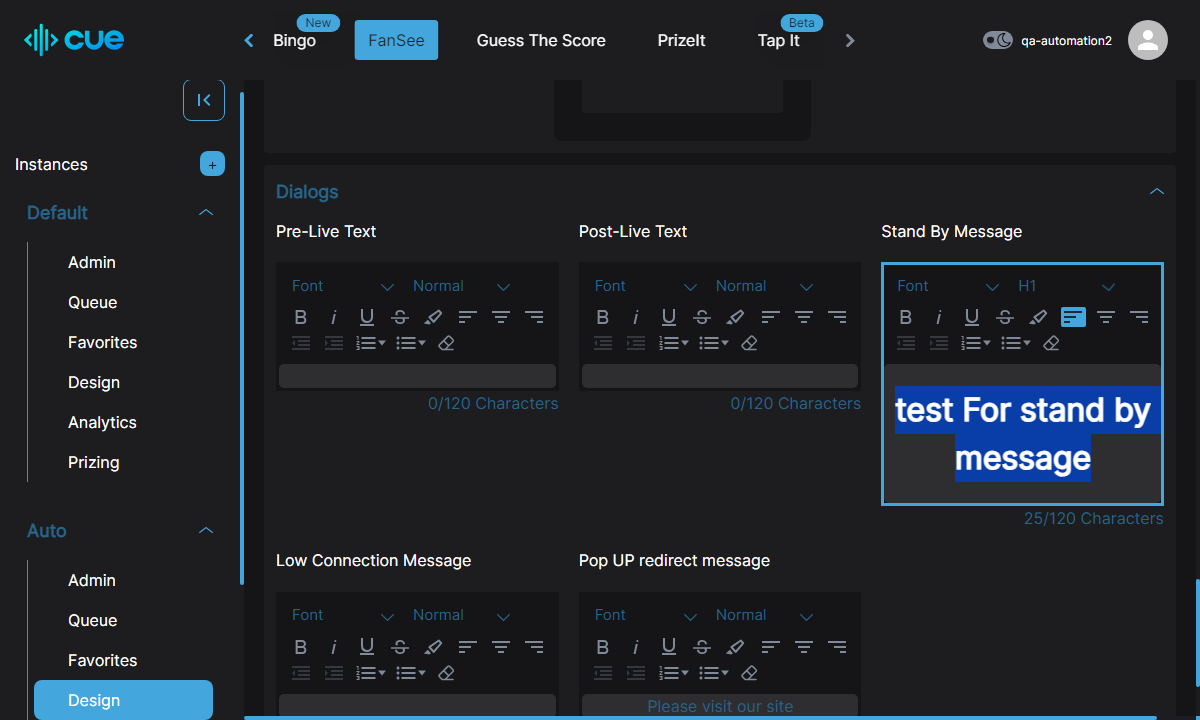 cue
New
Bingo
FanSee
Guess The Score
PrizeIt
Beta
Tap It
qa-automation2
Instances
+
Default
Admin
Queue
Favorites
Design
Analytics
Prizing
Auto
Admin
Queue
Favorites
Design
Dialogs
Pre-Live Text
Post-Live Text
Stand By Message
Font Normal
Font Normal
Font H1
0/120 Characters
0/120 Characters
test For stand by
message
25/120 Characters
Low Connection Message
Pop UP redirect message
Font Normal
Font Normal
Please visit our site